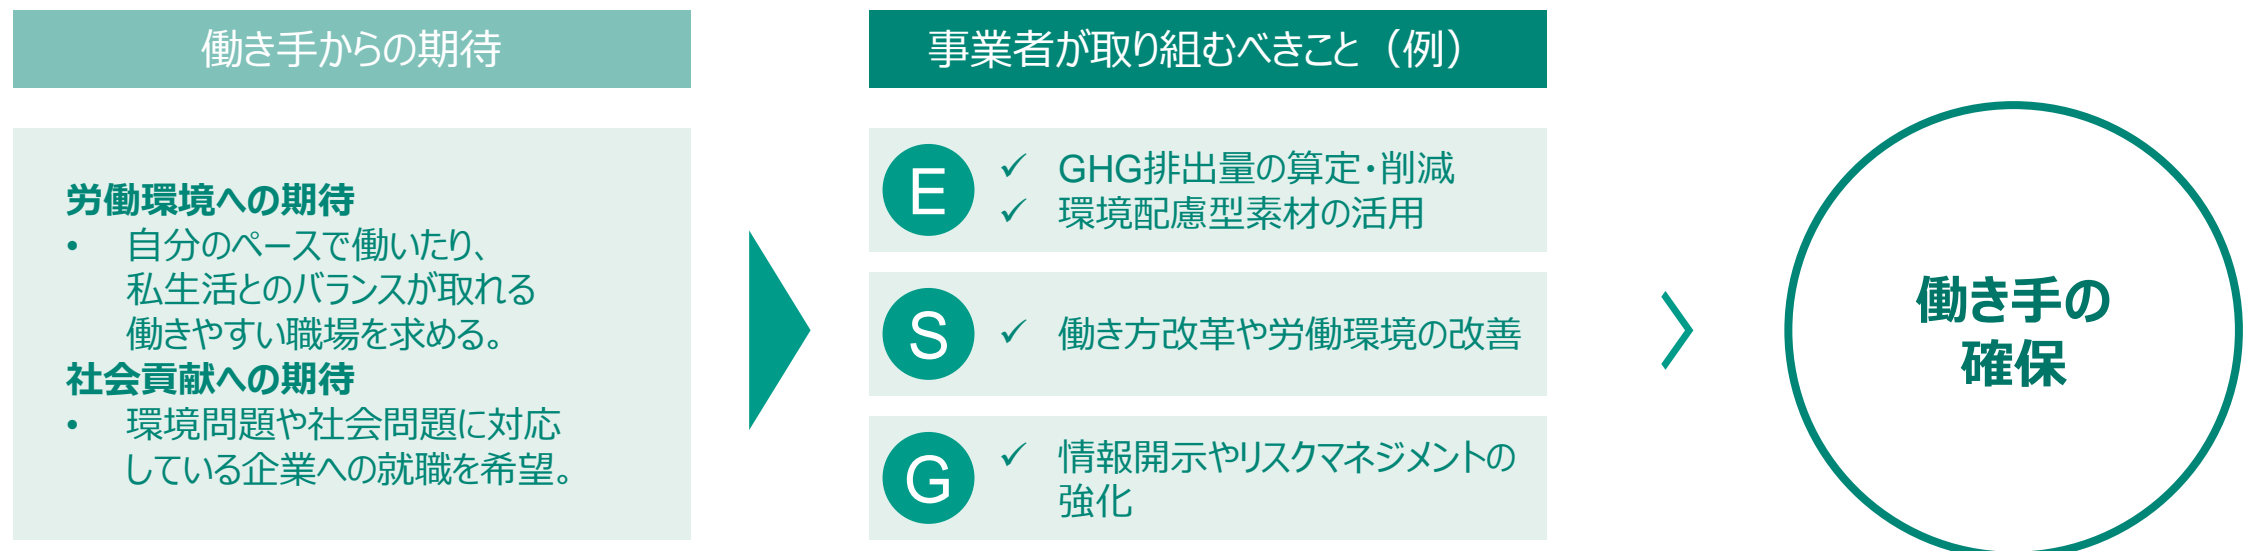 働き手からの期待
労働環境への期待
• 自分のペースで働いたり、
私生活とのバランスが取れる
働きやすい職場を求める。
社会貢献への期待
• 環境問題や社会問題に対応
している企業への就職を希望。
事業者が取り組むべきこと（例）
E
✓ GHG排出量の算定・削減
✓ 環境配慮型素材の活用
S
✓ 働き方改革や労働環境の改善
G
✓ 情報開示やリスクマネジメントの
強化
働き手の
確保